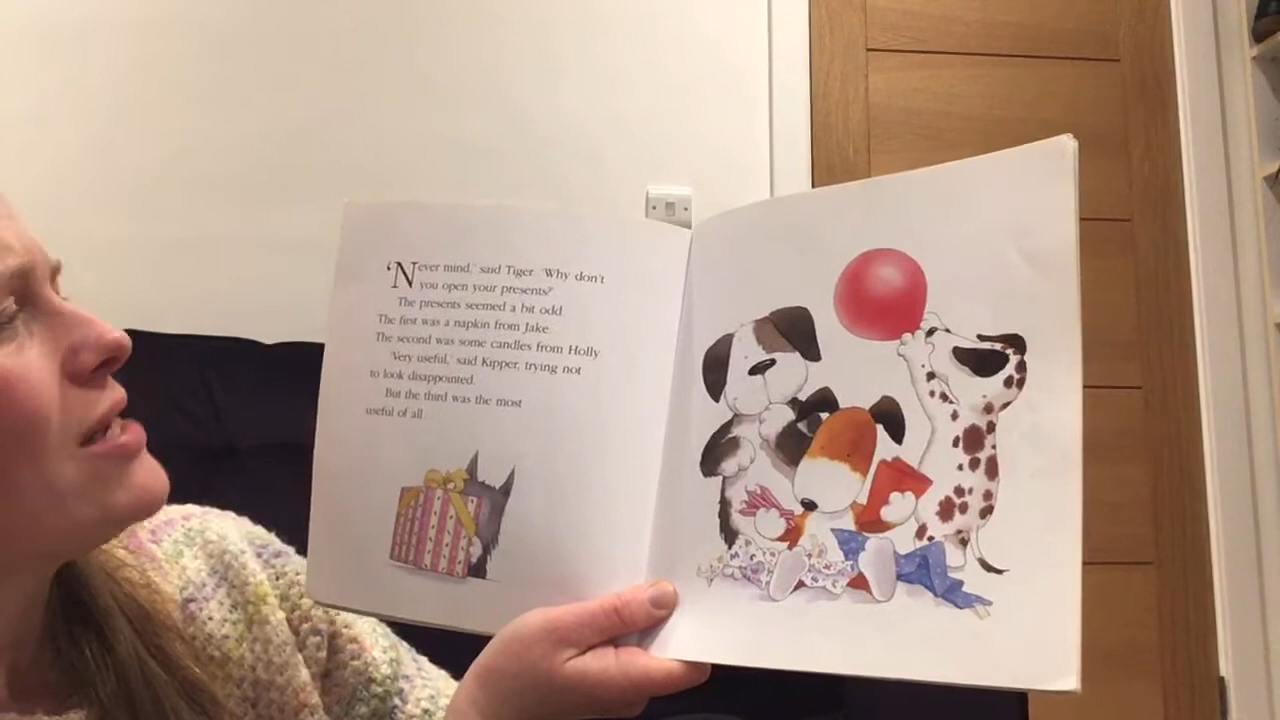 'Never mind,' said Tiger. 'Why don't
you open your presents?'
The presents seemed a bit odd.
The first was a napkin from Jake.
The second was some candles from Holly.
'Very useful,' said Kipper, trying not
to look disappointed.
But the third was the most
useful of all.